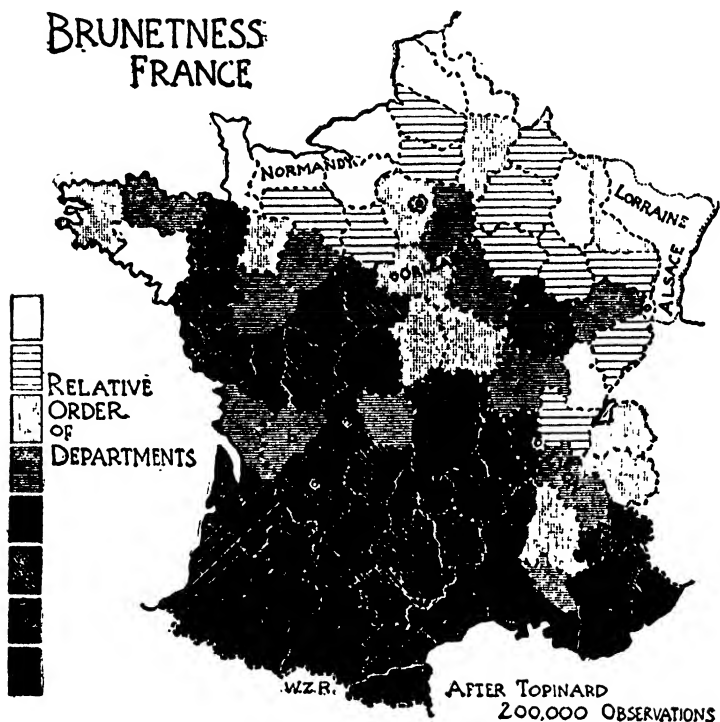 BRUNETNESS
FRANCE
NORMANDY
LORRAINE
ALSACE
RELATIVE
ORDER
OF
DEPARTMENTS
W.Z.R.
AFTER TOPINARD
200,000 OBSERVATIONS